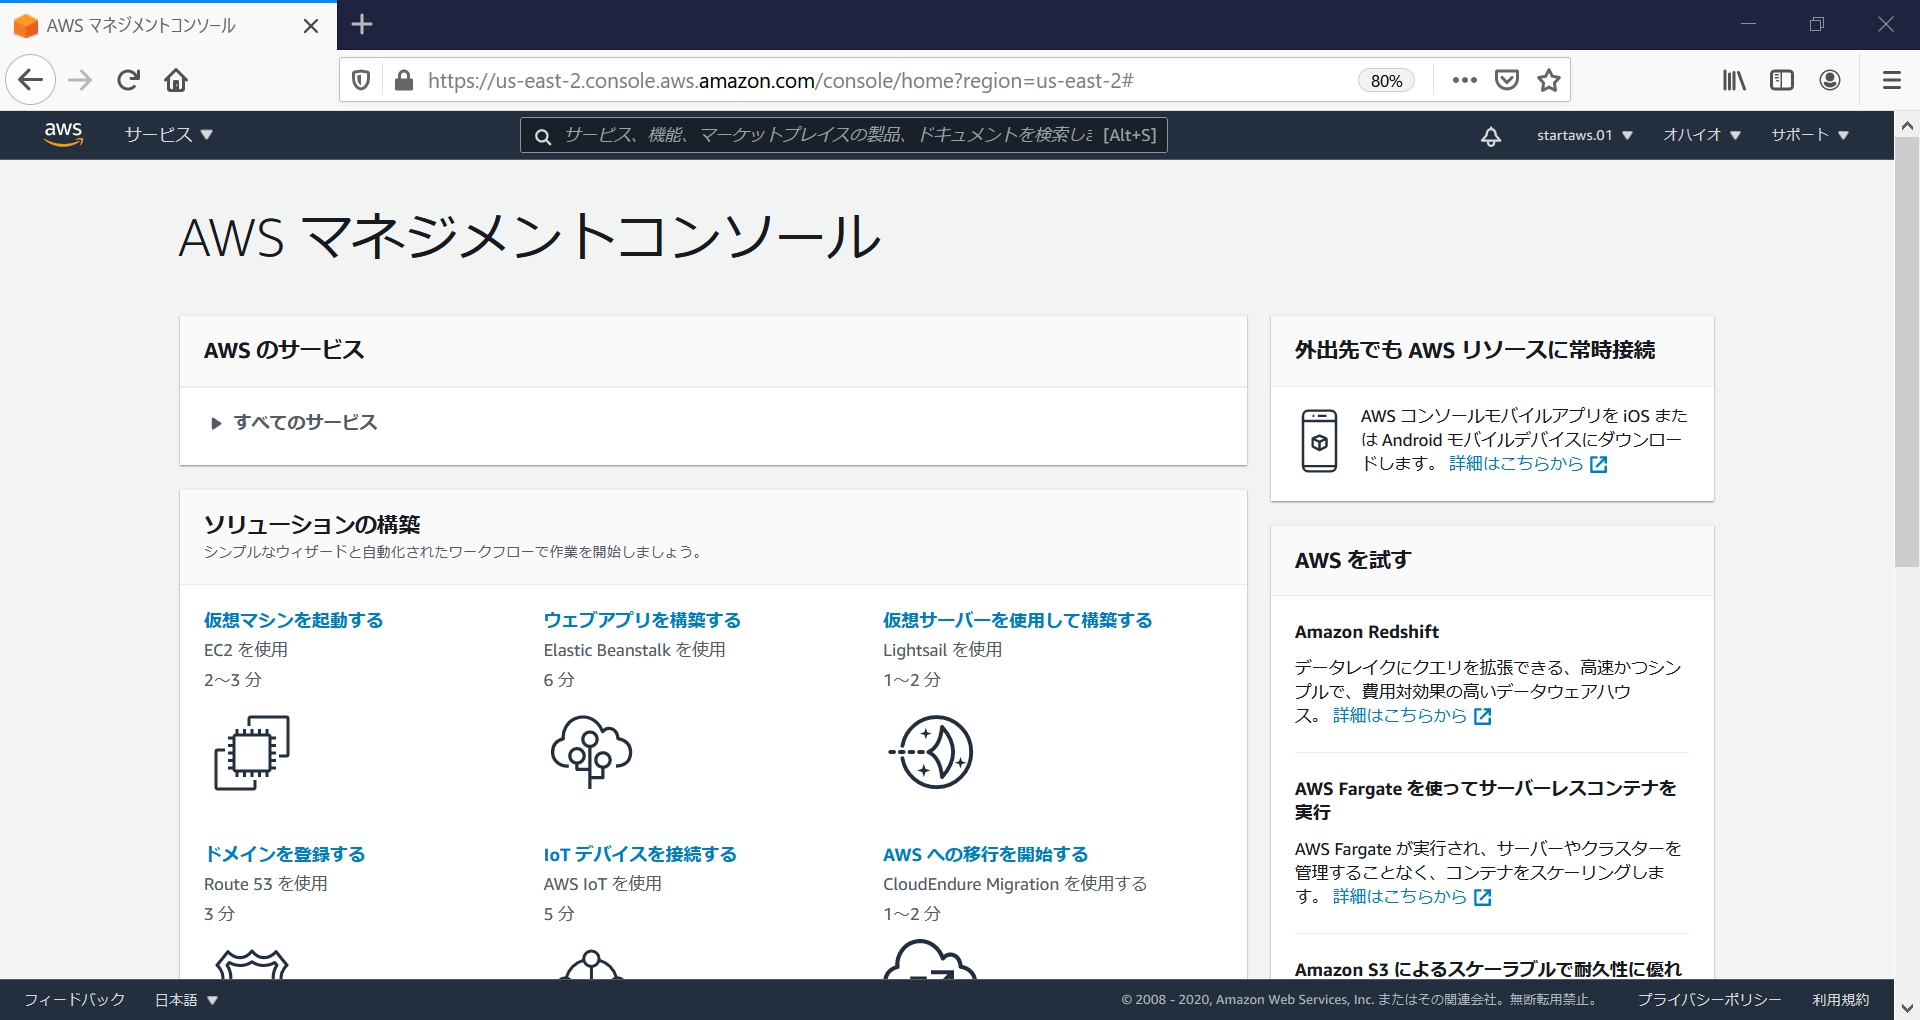 AWS マネジメントコンソール
https://us-east-2.console.aws.amazon.com/console/home?region=us-east-2#
80%
aws
サービス
サービス、機能、マーケットプレイスの製品、ドキュメントを検索しま [Alt+S]
startaws.01
オハイオ
サポート
AWS マネジメントコンソール
AWS のサービス
すべてのサービス
ソリューションの構築
シンプルなウィザードと自動化されたワークフローで作業を開始しましょう。
仮想マシンを起動する
EC2 を使用
2～3 分
ウェブアプリを構築する
Elastic Beanstalk を使用
6 分
仮想サーバーを使用して構築する
Lightsail を使用
1～2 分
ドメインを登録する
Route 53 を使用
3 分
IoT デバイスを接続する
AWS IoT を使用
5 分
AWS への移行を開始する
CloudEndure Migration を使用する
1～2 分
外出先でも AWS リソースに常時接続
AWS コンソールモバイルアプリを iOS また
は Android モバイルデバイスにダウンロー
ドします。 詳細はこちらから
AWS を試す
Amazon Redshift
データレイクにクエリを拡張できる、高速かつシン
プルで、費用対効果の高いデータウェアハウ
ス。 詳細はこちらから
AWS Fargate を使ってサーバーレスコンテナを
実行
AWS Fargate が実行され、サーバーやクラスターを
管理することなく、コンテナをスケーリングしま
す。 詳細はこちらから
Amazon S3 によるスケーラブルで耐久性に優れ
フィードバック
日本語
© 2008 - 2020, Amazon Web Services, Inc. またはその関連会社。無断転用禁止。
プライバシーポリシー
利用規約